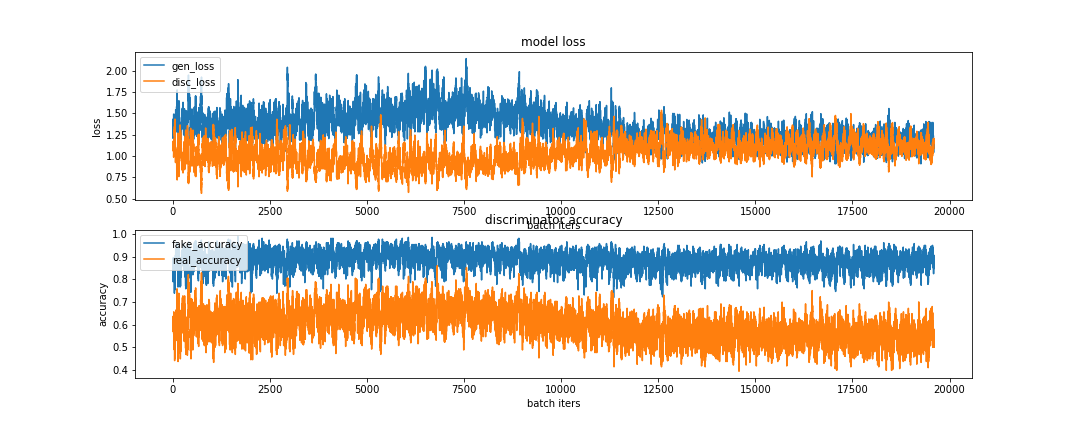 model loss
gen_loss
disc_loss
2.00
1.75
1.50
1.25
1.00
0.75
0.50
loss
0 2500 5000 7500 10000 12500 15000 17500 20000
batch iters
discriminator accuracy
fake_accuracy
real_accuracy
1.0
0.9
0.8
0.7
0.6
0.5
0.4
accuracy
0 2500 5000 7500 10000 12500 15000 17500 20000
batch iters